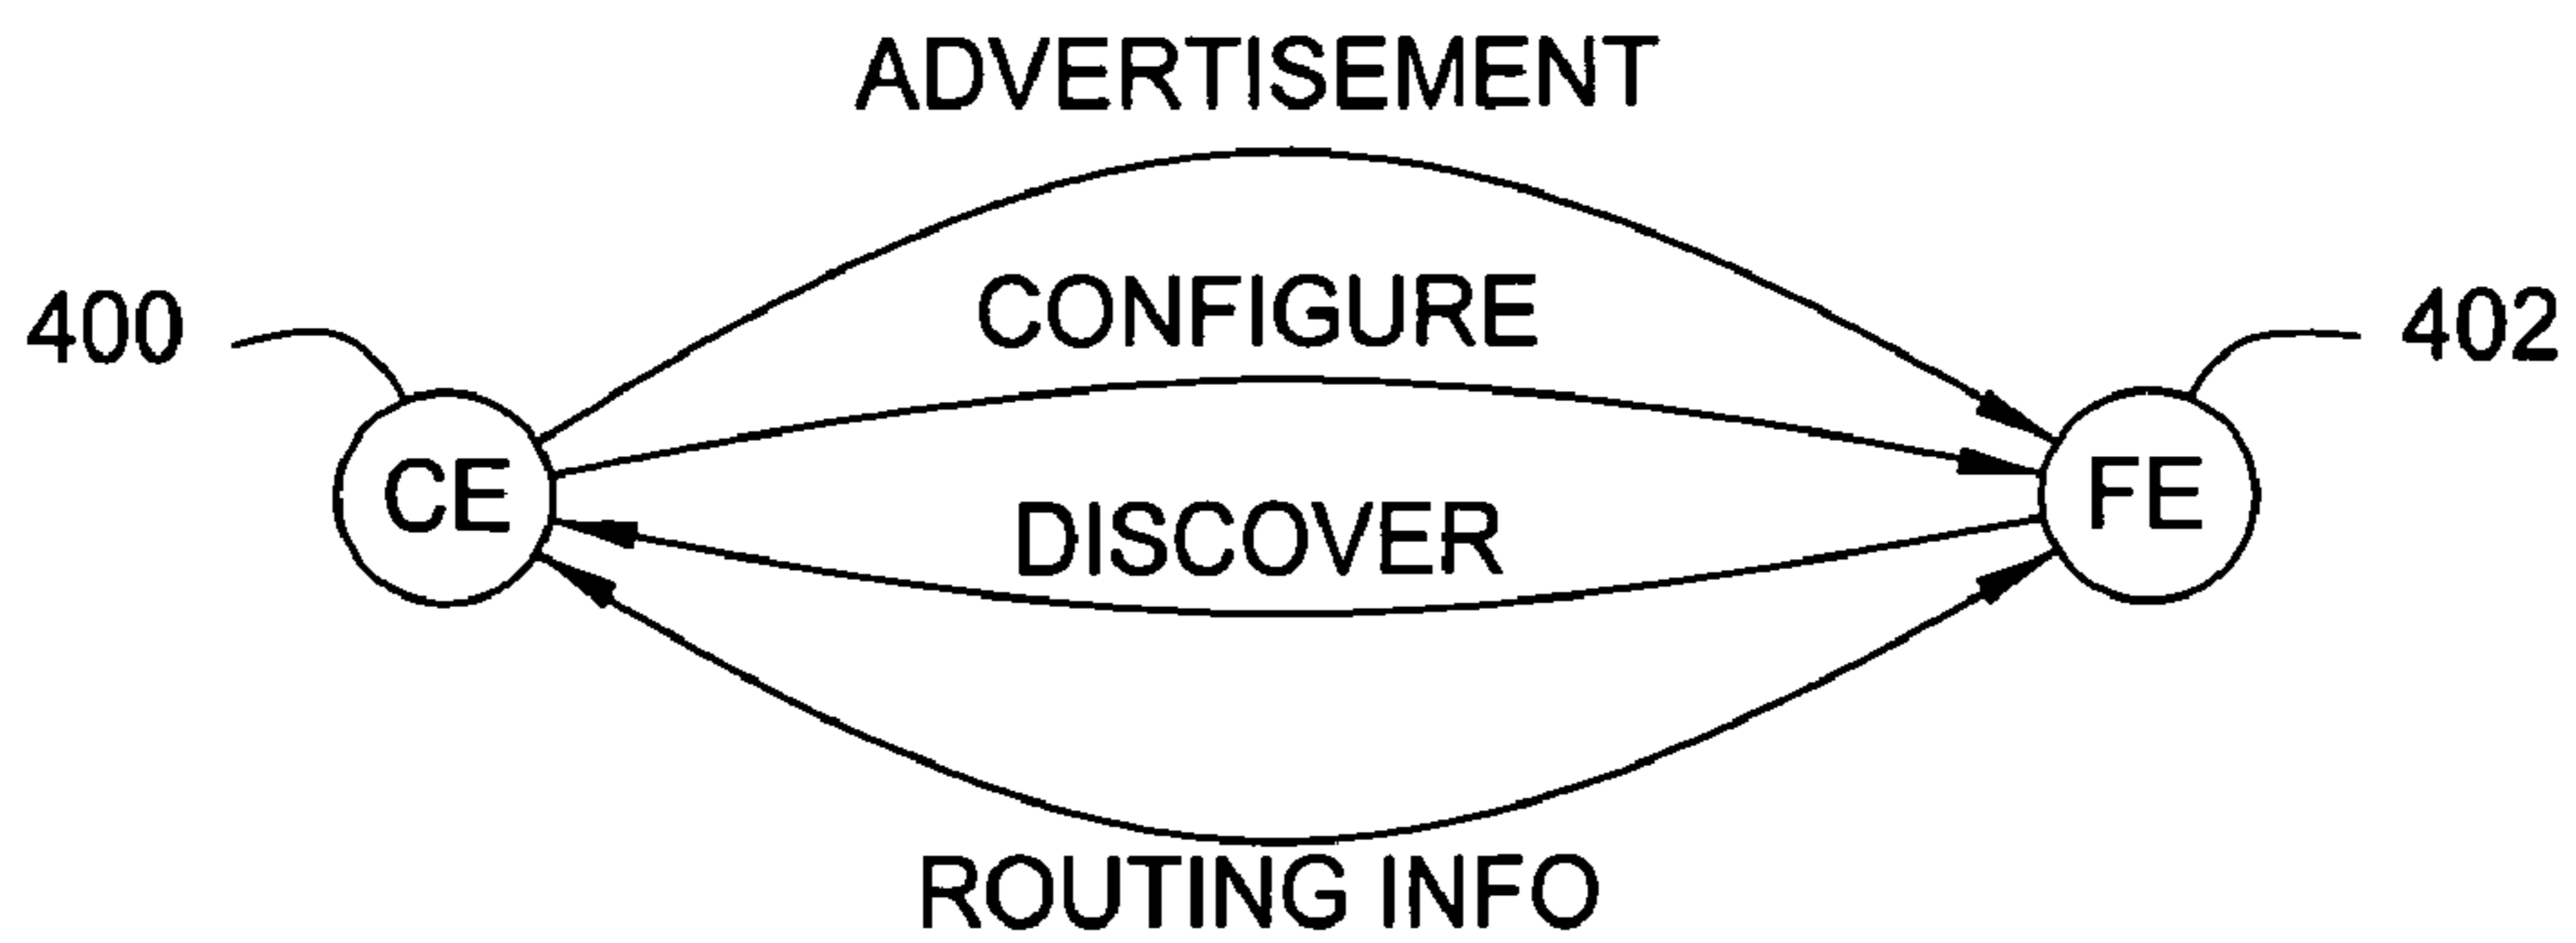 ADVERTISEMENT
400
CONFIGURE
402
CE
DISCOVER
FE
ROUTING INFO